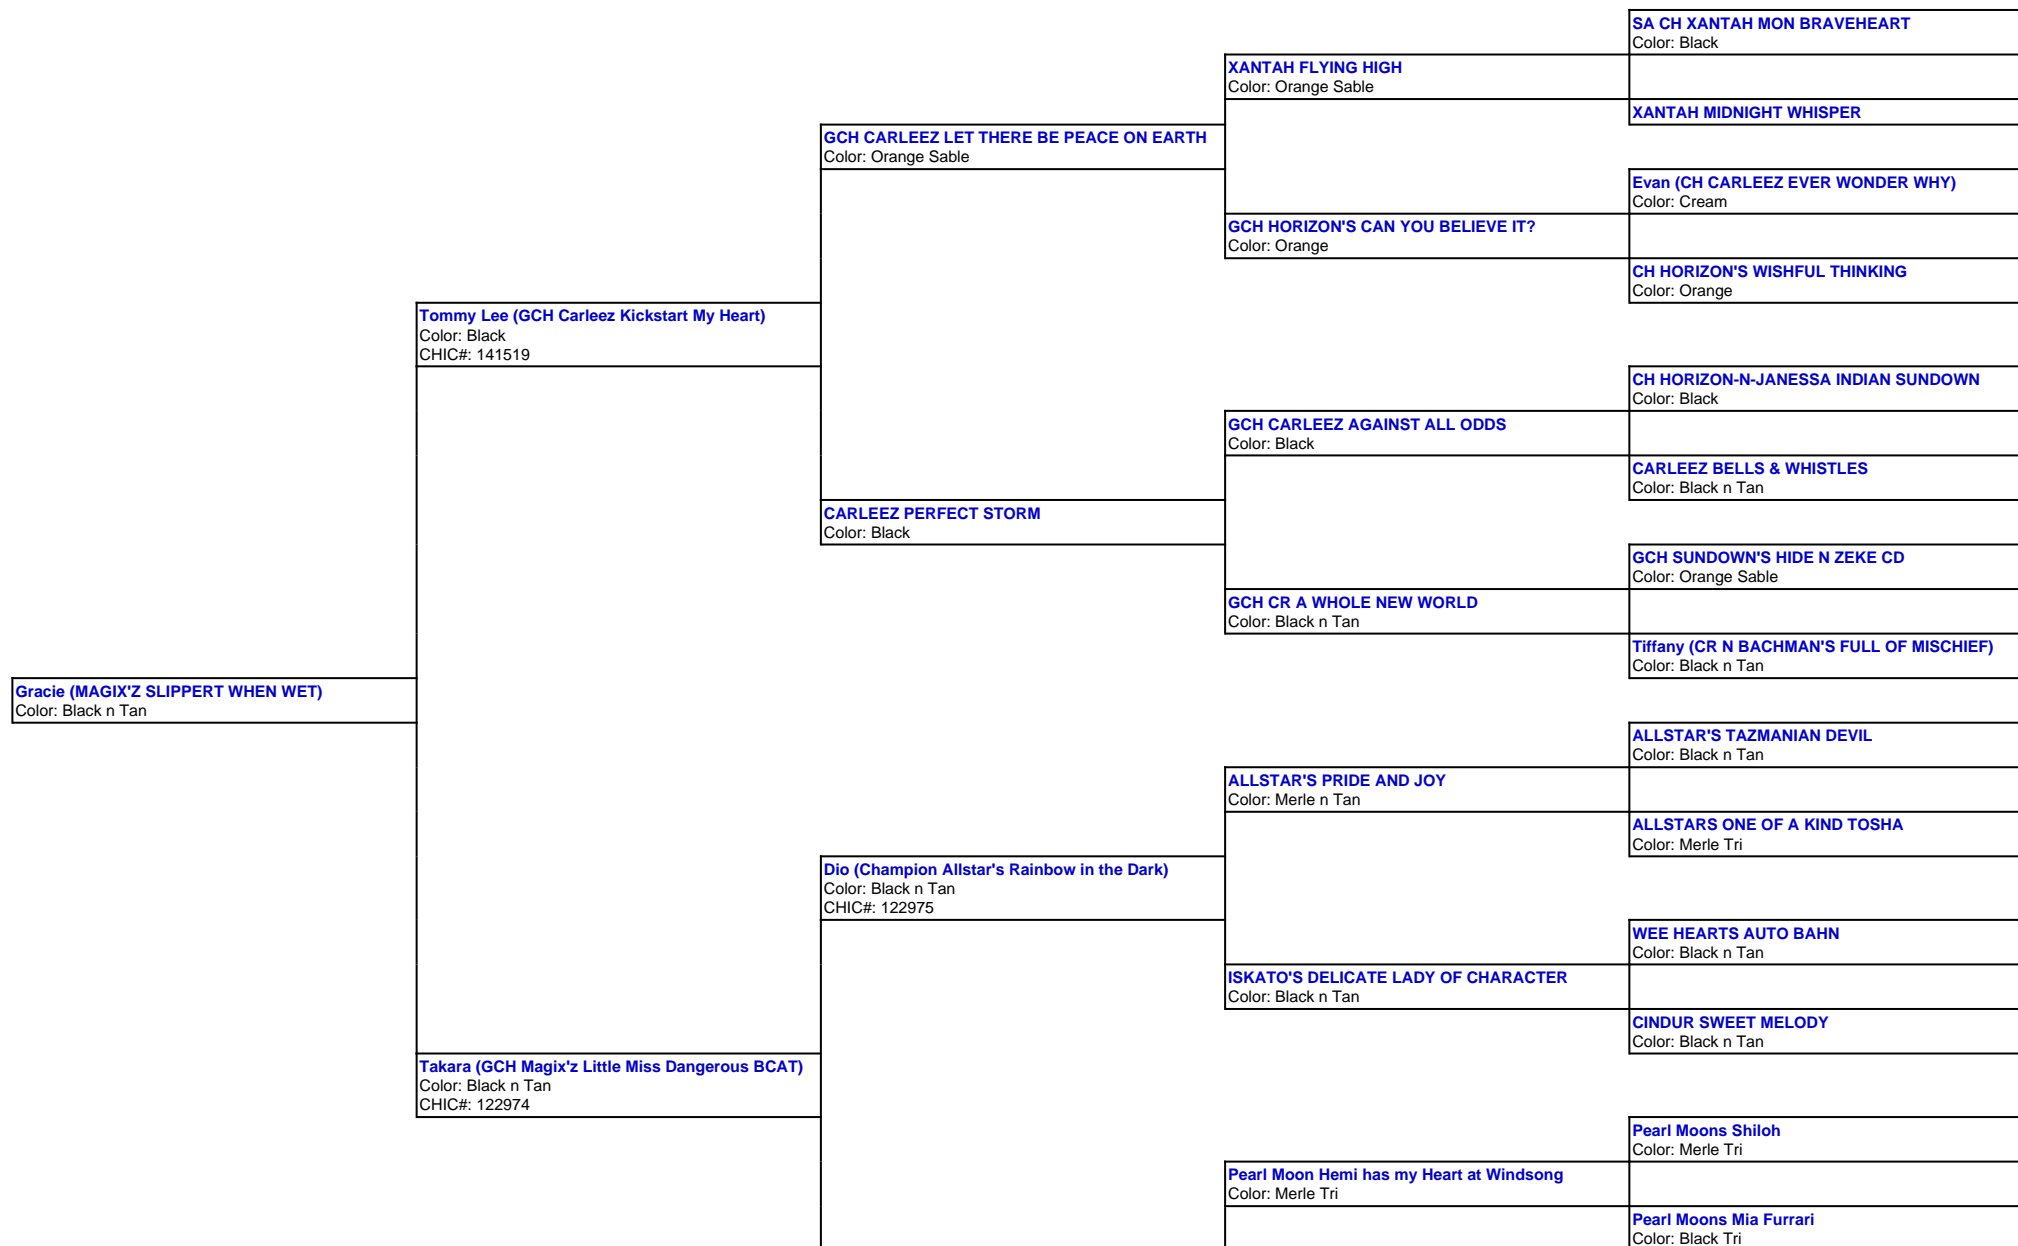 SA CH XANTAH MON BRAVEHEART
Color: Black
XANTAH FLYING HIGH
Color: Orange Sable
XANTAH MIDNIGHT WHISPER
GCH CARLEEZ LET THERE BE PEACE ON EARTH
Color: Orange Sable
Evan (CH CARLEEZ EVER WONDER WHY)
Color: Cream
GCH HORIZON'S CAN YOU BELIEVE IT?
Color: Orange
CH HORIZON'S WISHFUL THINKING
Color: Orange
Tommy Lee (GCH Carleez Kickstart My Heart)
Color: Black
CHIC#: 141519
CH HORIZON-N-JANESSA INDIAN SUNDOWN
Color: Black
GCH CARLEEZ AGAINST ALL ODDS
Color: Black
CARLEEZ BELLS & WHISTLES
Color: Black n Tan
CARLEEZ PERFECT STORM
Color: Black
GCH SUNDOWN'S HIDE N ZEKE CD
Color: Orange Sable
GCH CR A WHOLE NEW WORLD
Color: Black n Tan
Tiffany (CR N BACHMAN'S FULL OF MISCHIEF)
Color: Black n Tan
Gracie (MAGIX'Z SLIPPERT WHEN WET)
Color: Black n Tan
ALLSTAR'S TAZMANIAN DEVIL
Color: Black n Tan
ALLSTAR'S PRIDE AND JOY
Color: Merle n Tan
ALLSTARS ONE OF A KIND TOSHA
Color: Merle Tri
Dio (Champion Allstar's Rainbow in the Dark)
Color: Black n Tan
CHIC#: 122975
WEE HEARTS AUTO BAHN
Color: Black n Tan
ISKATO'S DELICATE LADY OF CHARACTER
Color: Black n Tan
CINDUR SWEET MELODY
Color: Black n Tan
Takara (GCH Magix'z Little Miss Dangerous BCAT)
Color: Black n Tan
CHIC#: 122974
Pearl Moons Shiloh
Color: Merle Tri
Pearl Moon Hemi has my Heart at Windsong
Color: Merle Tri
Pearl Moons Mia Furrari
Color: Black Tri